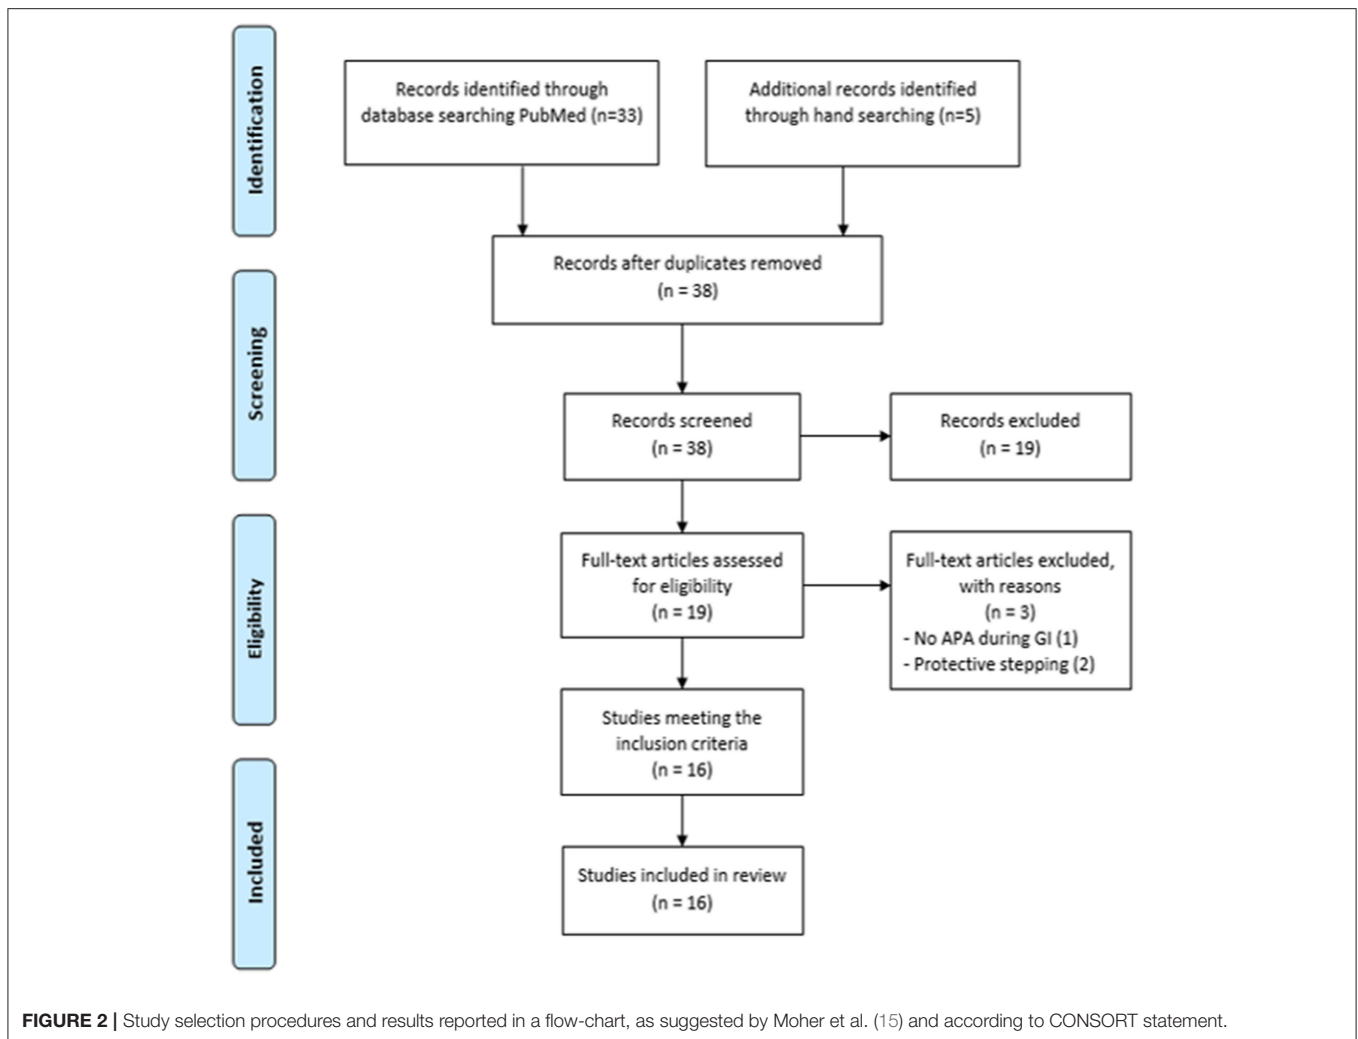 Identification
Records identified through
database searching PubMed (n=33)
Additional records identified
through hand searching (n=5)
Records after duplicates removed
(n = 38)
Screening
Records screened
(n = 38)
Records excluded
(n = 19)
Eligibility
Full-text articles assessed
for eligibility
(n = 19)
Full-text articles excluded,
with reasons
(n = 3)
- No APA during GI (1)
- Protective stepping (2)
Studies meeting the
inclusion criteria
(n = 16)
Included
Studies included in review
(n = 16)
FIGURE 2 | Study selection procedures and results reported in a flow-chart, as suggested by Moher et al. (15) and according to CONSORT statement.